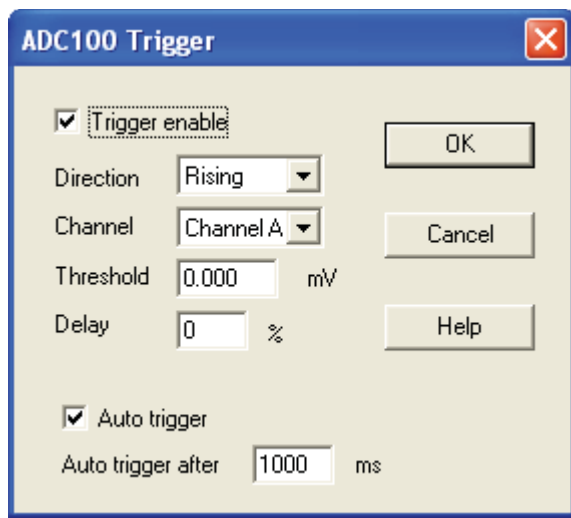 ADC100 Trigger
Trigger enable
OK
Direction Rising
Channel Channel A
Cancel
Threshold 0.000 mV
Delay 0 %
Help
Auto trigger
Auto trigger after 1000 ms